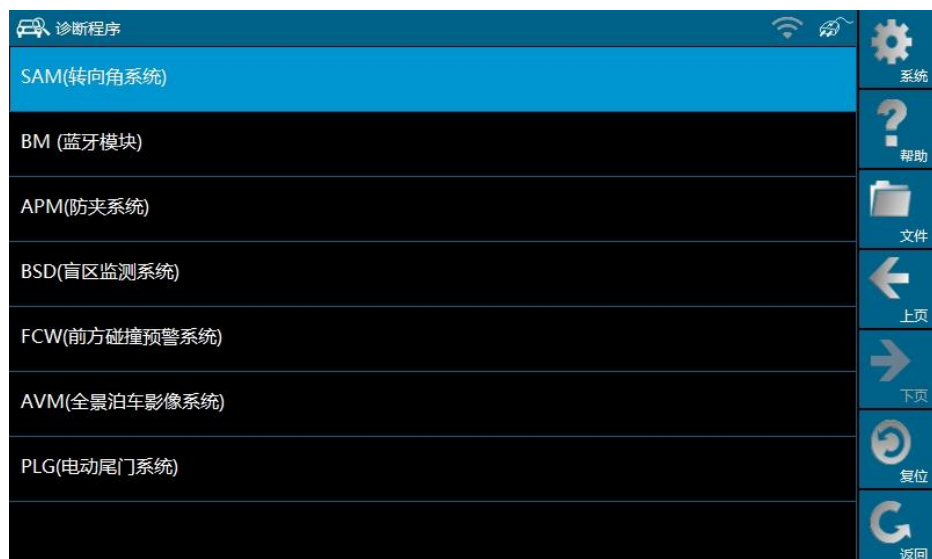 诊断程序
SAM(转向角系统)
BM (蓝牙模块)
APM(防夹系统)
BSD(盲区监测系统)
FCW(前方碰撞预警系统)
AVM(全景泊车影像系统)
PLG(电动尾门系统)
系统
帮助
文件
上页
下页
复位
返回